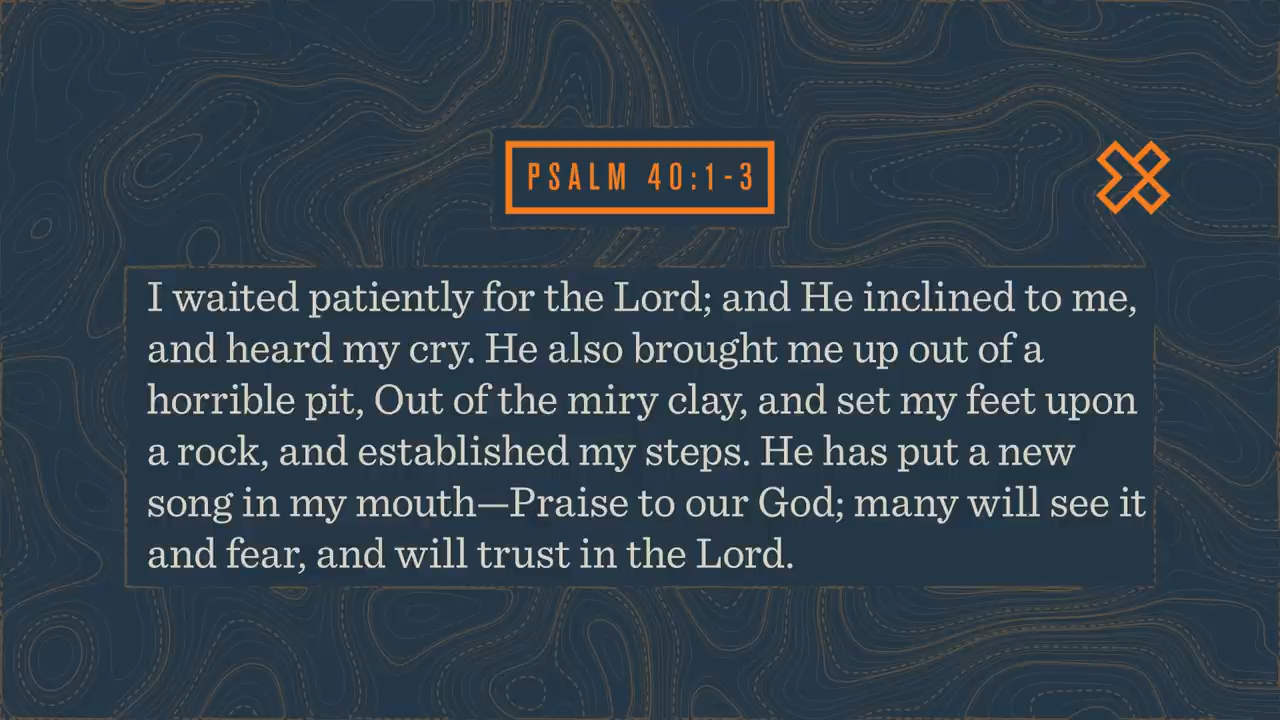 PSALM 40:1-3
I waited patiently for the Lord; and He inclined to me,
and heard my cry. He also brought me up out of a
horrible pit, Out of the miry clay, and set my feet upon
a rock, and established my steps. He has put a new
song in my mouth—Praise to our God; many will see it
and fear, and will trust in the Lord.